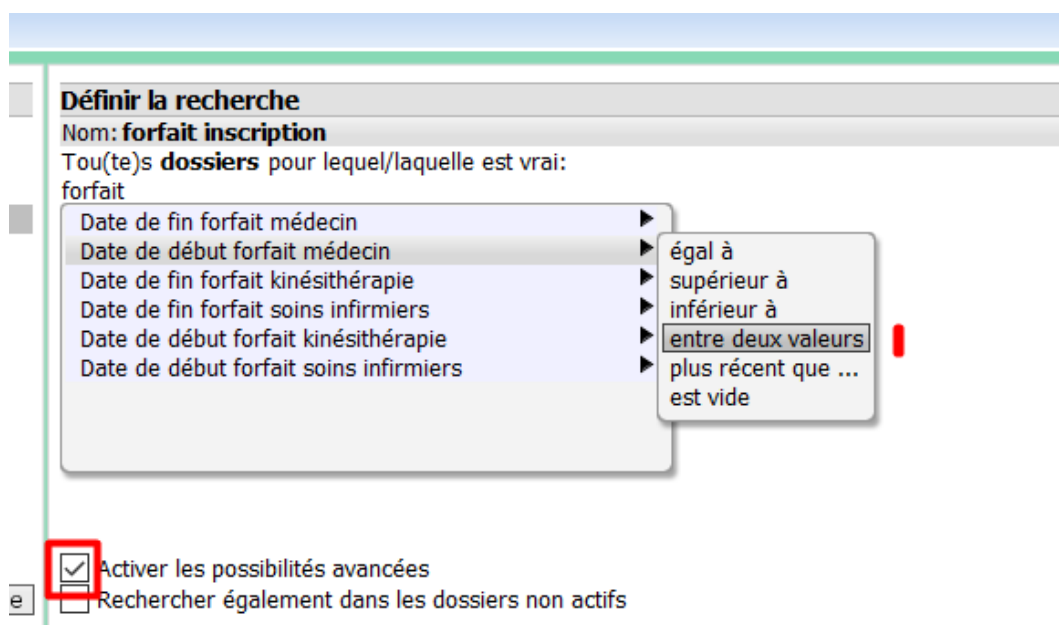 Définir la recherche
Nom: forfait inscription
Tou(te)s dossiers pour lequel/laquelle est vrai:
forfait
Date de fin forfait médecin
Date de début forfait médecin
Date de fin forfait kinésithérapie
Date de fin forfait soins infirmiers
Date de début forfait kinésithérapie
Date de début forfait soins infirmiers
égal à
supérieur à
inférieur à
entre deux valeurs
plus récent que ...
est vide
Activer les possibilités avancées
e
Rechercher également dans les dossiers non actifs